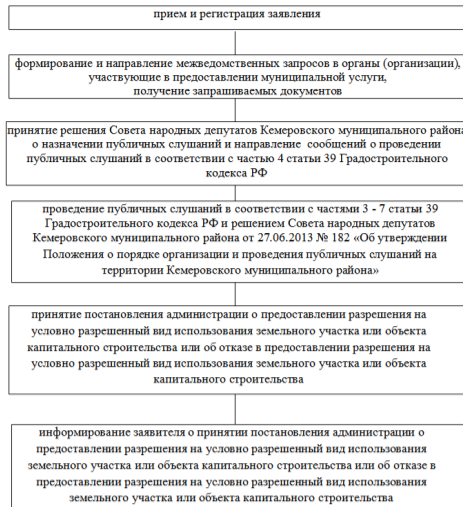 прием и регистрация заявления
формирование и направление межведомственных запросов в органы (организации),
участвующие в предоставлении муниципальной услуги,
получение запрашиваемых документов
принятие решения Совета народных депутатов Кемеровского муниципального района
о назначении публичных слушаний и направление сообщений о проведении
публичных слушаний в соответствии с частью 4 статьи 39 Градостроительного
кодекса РФ
проведение публичных слушаний в соответствии с частями 3 - 7 статьи 39
Градостроительного кодекса РФ и решением Совета народных депутатов
Кемеровского муниципального района от 27.06.2013 № 182 «Об утверждении
Положения о порядке организации и проведения публичных слушаний на
территории Кемеровского муниципального района»
принятие постановления администрации о предоставлении разрешения на
условно разрешенный вид использования земельного участка или объекта
капитального строительства или об отказе в предоставлении разрешения на
условно разрешенный вид использования земельного участка или объекта
капитального строительства
информирование заявителя о принятии постановления администрации о
предоставлении разрешения на условно разрешенный вид использования
земельного участка или объекта капитального строительства или об отказе в
предоставлении разрешения на условно разрешенный вид использования
земельного участка или объекта капитального строительства